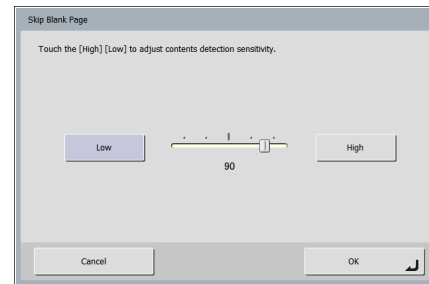 Skip Blank Page
Touch the [High] [Low] to adjust contents detection sensitivity.
Low
High
90
Cancel
OK